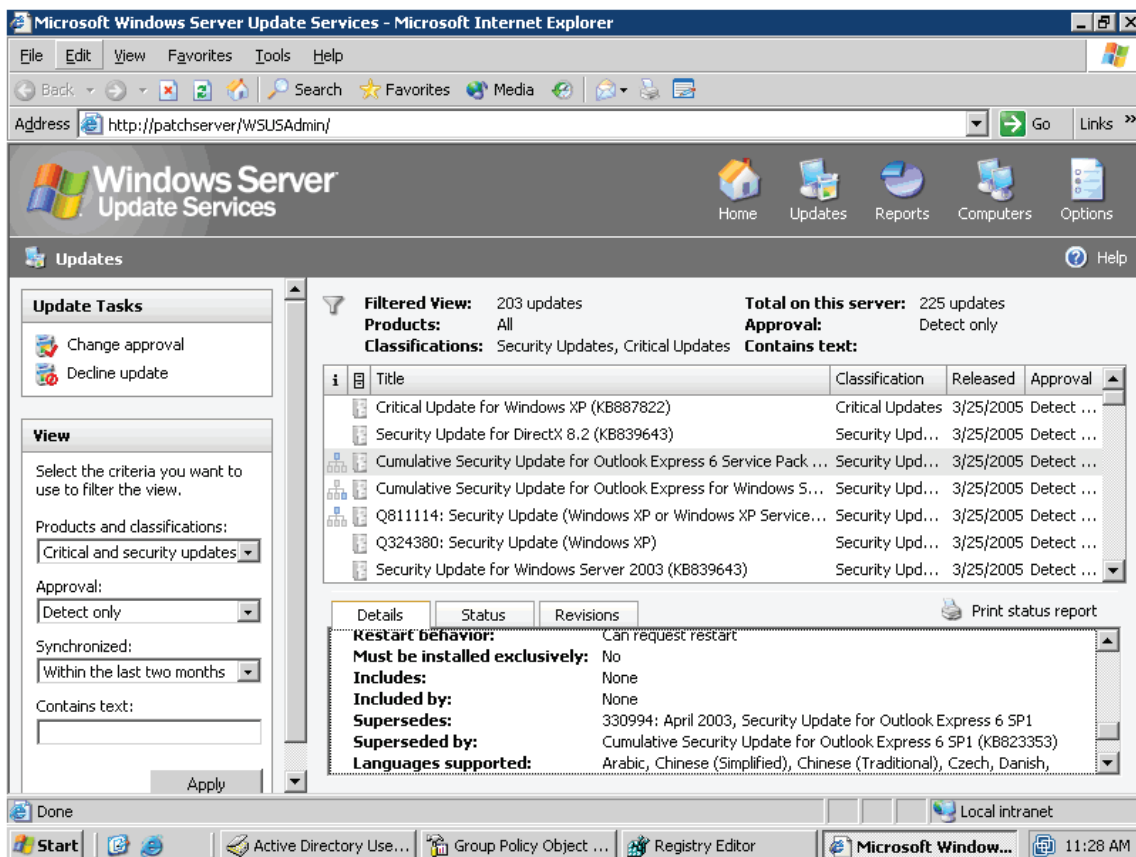 Microsoft Windows Server Update Services - Microsoft Internet Explorer
File Edit View Favorites Tools Help
Back Search Favorites Media
Address http://patchserver/WSUSAdmin/ Go Links »
Windows Server
Update Services
Home Updates Reports Computers Options
Updates Help
Update Tasks
Change approval
Decline update
View
Select the criteria you want to
use to filter the view.
Products and classifications:
Critical and security updates
Approval:
Detect only
Synchronized:
Within the last two months
Contains text:
Apply
Filtered View: 203 updates Total on this server: 225 updates
Products: All Approval: Detect only
Classifications: Security Updates, Critical Updates Contains text:
i Title Classification Released Approval
Critical Update for Windows XP (KB887822) Critical Updates 3/25/2005 Detect ...
Security Update for DirectX 8.2 (KB839643) Security Upd... 3/25/2005 Detect ...
Cumulative Security Update for Outlook Express 6 Service Pack ... Security Upd... 3/25/2005 Detect ...
Cumulative Security Update for Outlook Express for Windows S... Security Upd... 3/25/2005 Detect ...
Q811114: Security Update (Windows XP or Windows XP Service... Security Upd... 3/25/2005 Detect ...
Q324380: Security Update (Windows XP) Security Upd... 3/25/2005 Detect ...
Security Update for Windows Server 2003 (KB839643) Security Upd... 3/25/2005 Detect ...
Details Status Revisions Print status report
Restart behavior: Can request restart
Must be installed exclusively: No
Includes: None
Included by: None
Supersedes: 330994: April 2003, Security Update for Outlook Express 6 SP1
Superseded by: Cumulative Security Update for Outlook Express 6 SP1 (KB823353)
Languages supported: Arabic, Chinese (Simplified), Chinese (Traditional), Czech, Danish,
Done Local intranet
Start Active Directory Use... Group Policy Object ... Registry Editor Microsoft Window... 11:28 AM